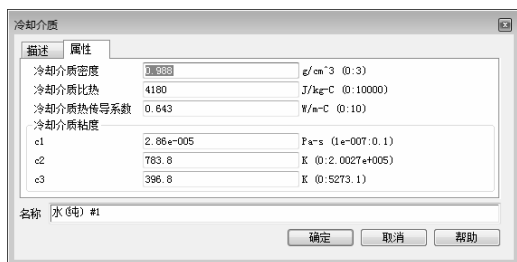 冷却介质
描述 属性
冷却介质密度 0.988 g/cm^3 (0:3)
冷却介质比热 4180 J/kg-C (0:10000)
冷却介质热传导系数 0.643 W/m-C (0:10)
冷却介质粘度
c1 2.86e-005 Pa-s (1e-007:0.1)
c2 783.8 K (0:2.0027e+005)
c3 396.8 K (0:5273.1)
名称 水(纯) #1
确定 取消 帮助